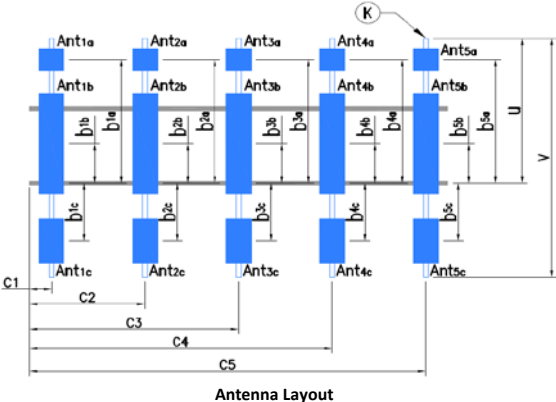 K
Ant1a Ant2a Ant3a Ant4a Ant5a
Ant1b Ant2b Ant3b Ant4b Ant5b
b1b b1a b2b b2a b3b b3a b4b b4a b5b b5a u v
b1c b2c b3c b4c b5c
Ant1c Ant2c Ant3c Ant4c Ant5c
C1
C2
C3
C4
C5
Antenna Layout